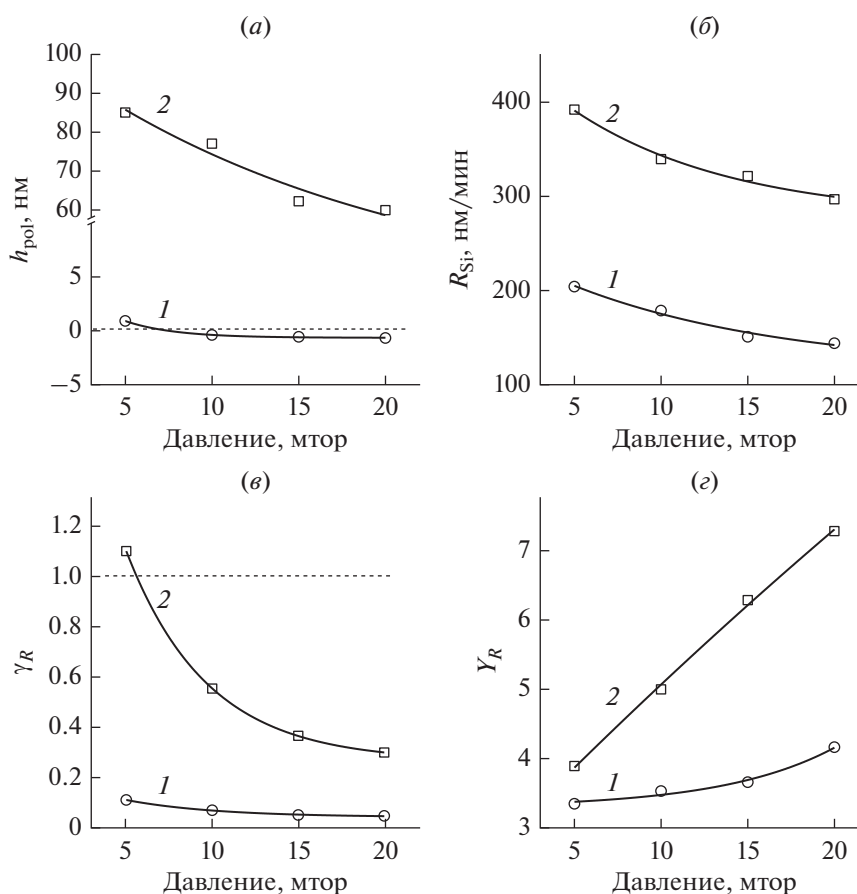 (а)
100
90
80
70
60
5
0
−5
h_pol, нм
2
1
5 10 15 20
Давление, мтор
(б)
400
300
200
100
R_Si, нм/мин
2
1
5 10 15 20
Давление, мтор
(в)
1.2
1.0
0.8
0.6
0.4
0.2
0
γ_R
2
1
5 10 15 20
Давление, мтор
(г)
7
6
5
4
3
Y_R
2
1
5 10 15 20
Давление, мтор